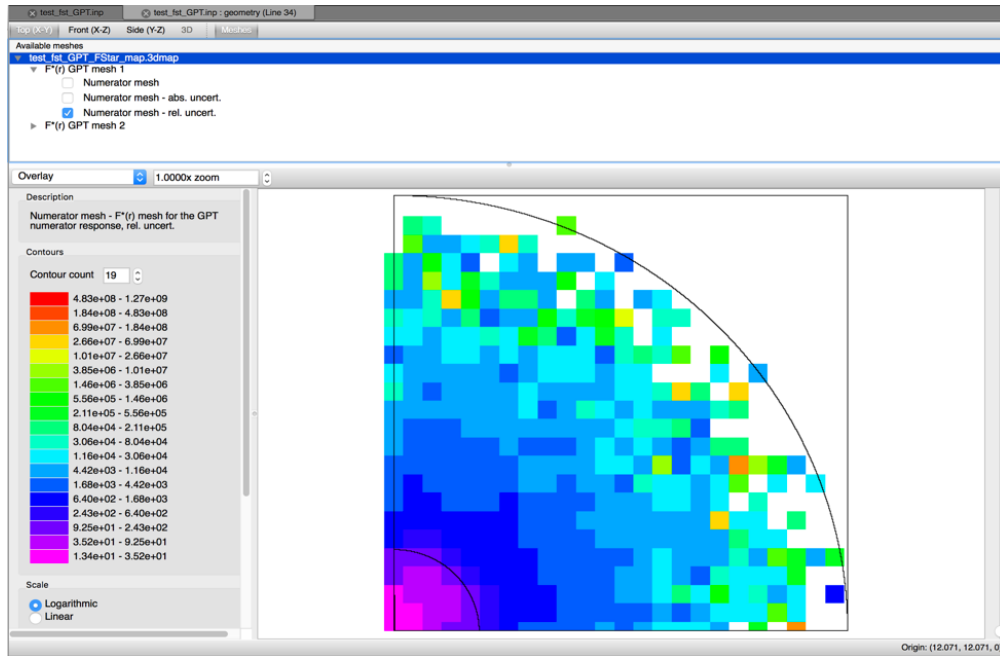 test_fst_GPT.inp
test_fst_GPT.inp : geometry (Line 34)
Top (X-Y) Front (X-Z) Side (Y-Z) 3D Meshes
Available meshes
test_fst_GPT_FStar_map.3dmap
F*(r) GPT mesh 1
Numerator mesh
Numerator mesh - abs. uncert.
Numerator mesh - rel. uncert.
F*(r) GPT mesh 2
Overlay
1.0000x zoom
Description
Numerator mesh - F*(r) mesh for the GPT
numerator response, rel. uncert.
Contours
Contour count 19
4.83e+08 - 1.27e+09
1.84e+08 - 4.83e+08
6.99e+07 - 1.84e+08
2.66e+07 - 6.99e+07
1.01e+07 - 2.66e+07
3.85e+06 - 1.01e+07
1.46e+06 - 3.85e+06
5.56e+05 - 1.46e+06
2.11e+05 - 5.56e+05
8.04e+04 - 2.11e+05
3.06e+04 - 8.04e+04
1.16e+04 - 3.06e+04
4.42e+03 - 1.16e+04
1.68e+03 - 4.42e+03
6.40e+02 - 1.68e+03
2.43e+02 - 6.40e+02
9.25e+01 - 2.43e+02
3.52e+01 - 9.25e+01
1.34e+01 - 3.52e+01
Scale
Logarithmic
Linear
Origin: (12.071, 12.071, 0